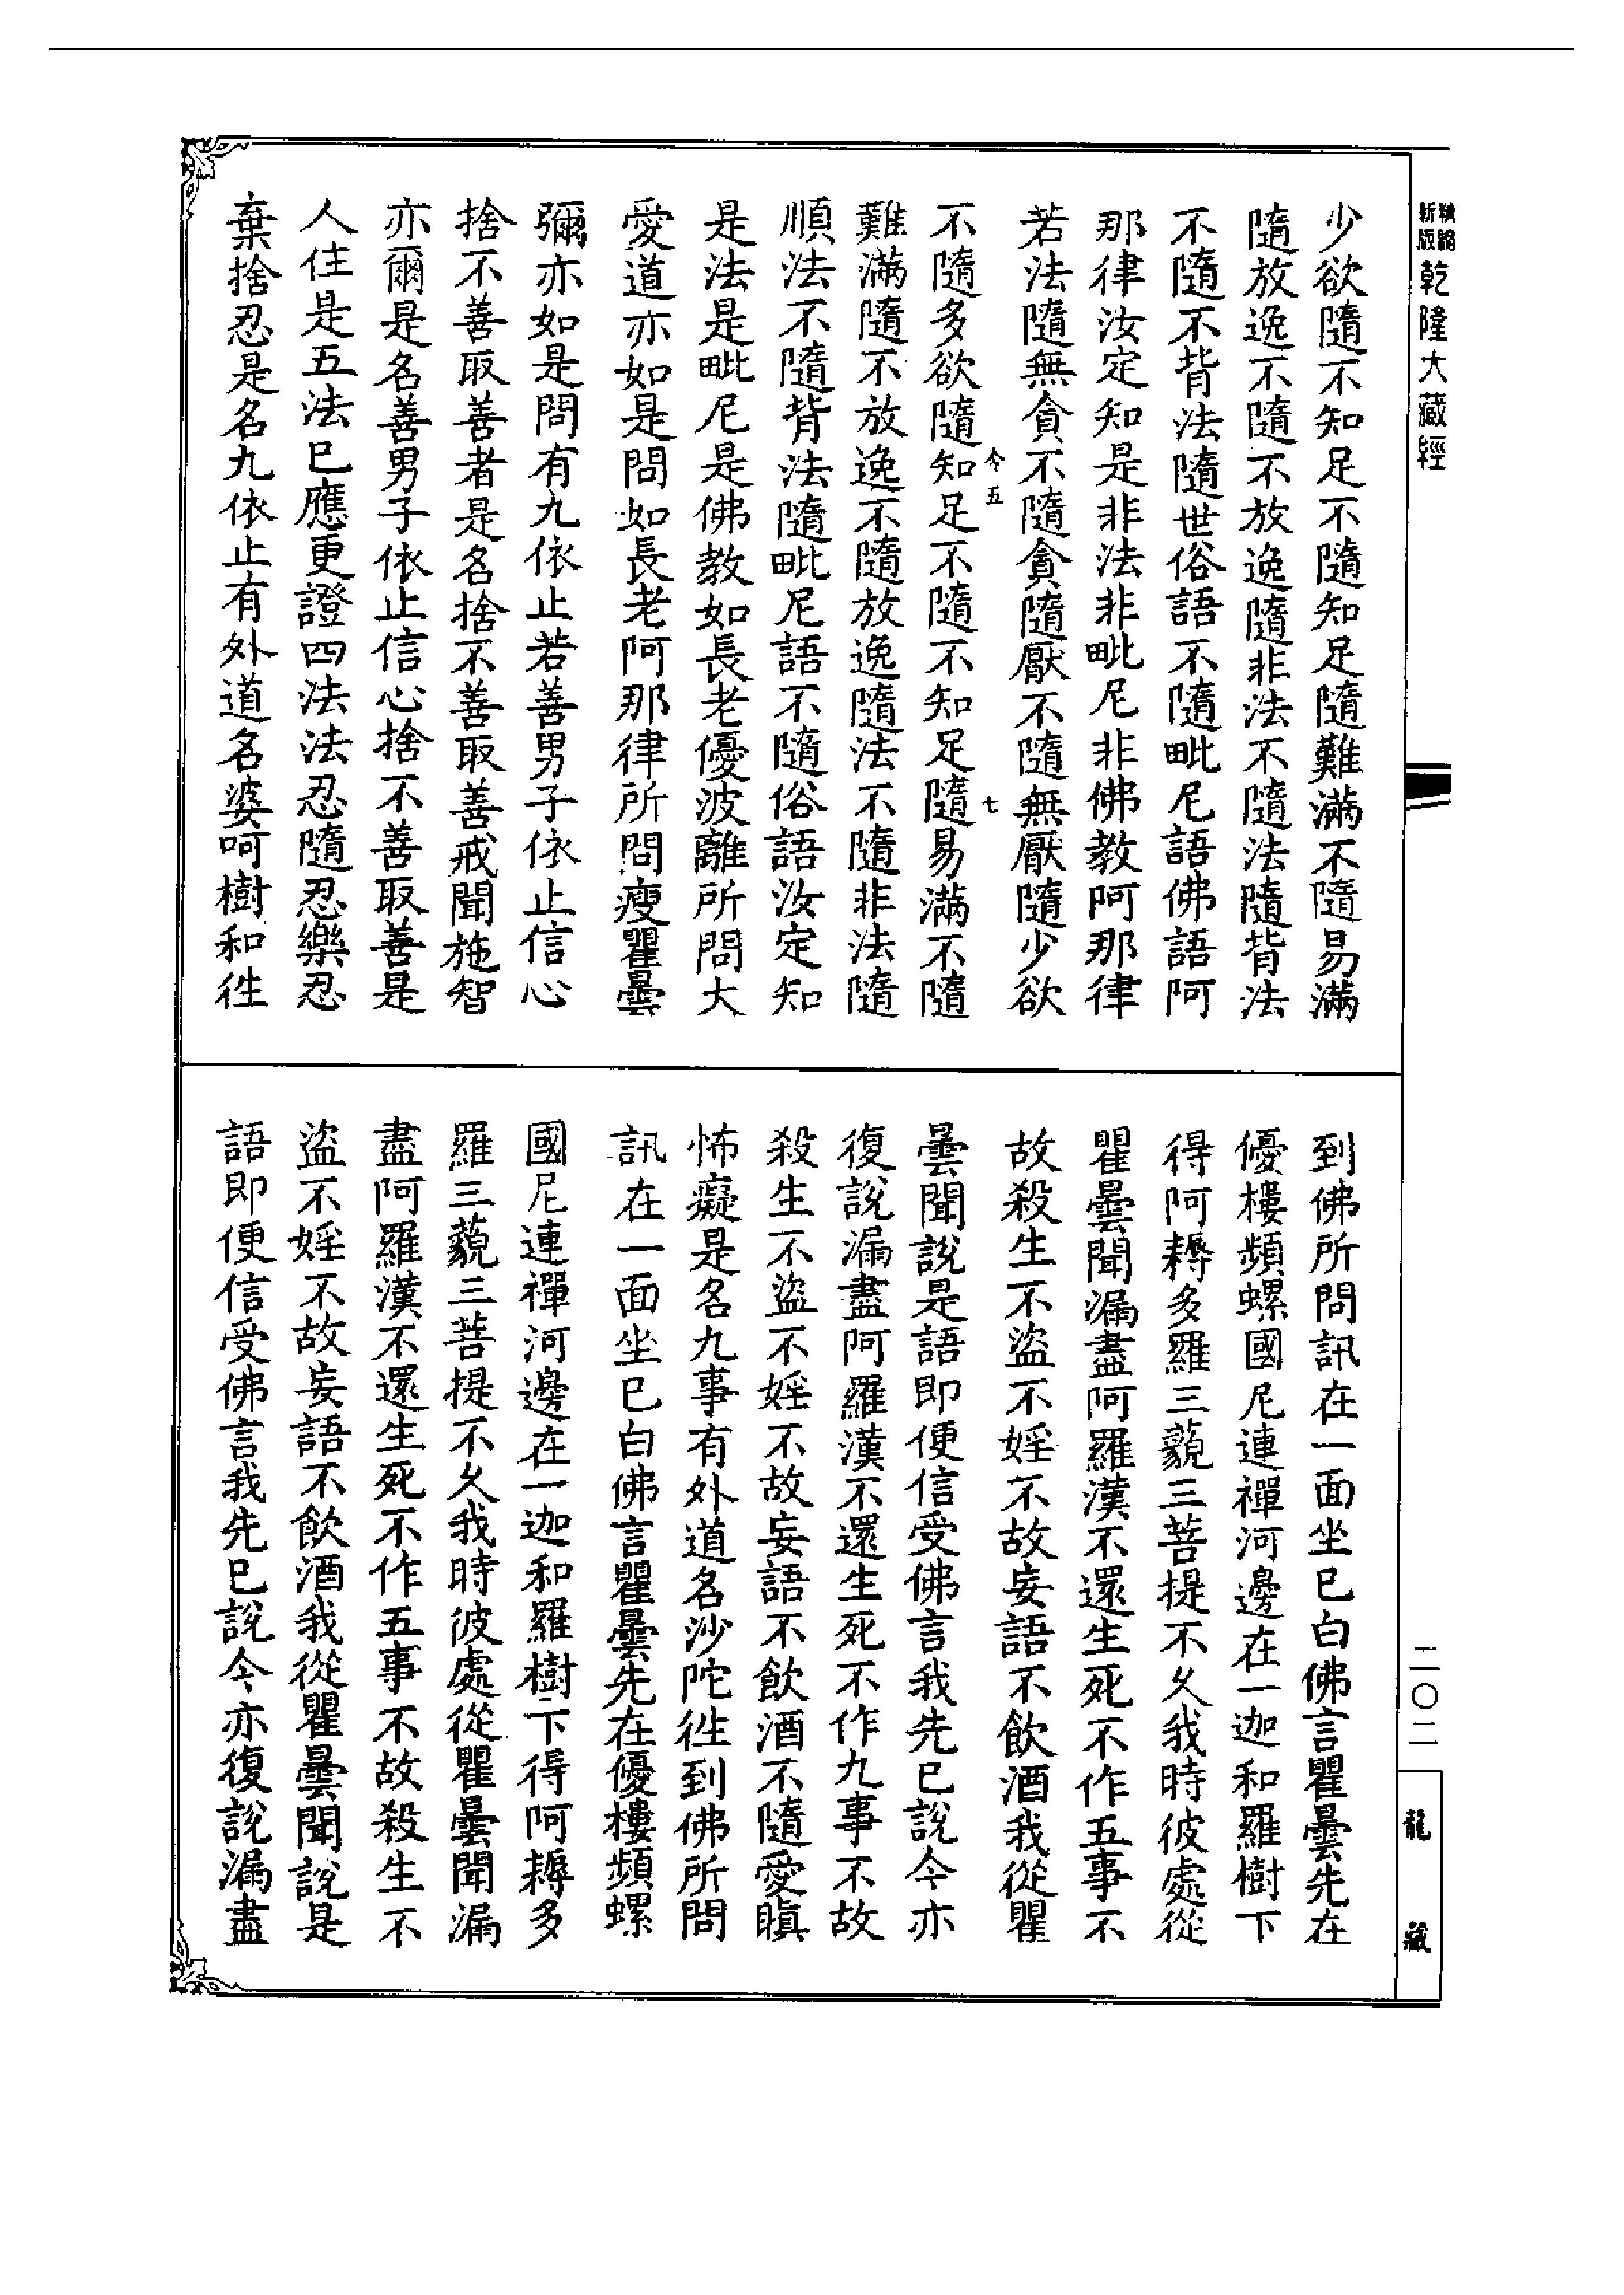 新版精縮乾隆大藏經
少欲隨不知足不隨知足隨難滿不隨易滿
隨放逸不隨不放逸隨非法不隨法隨背法
不隨不背法隨世俗語不隨毗尼語佛語阿
那律汝定知是非法非毗尼非佛教阿那律
若法隨無貪不隨貪隨厭不隨無厭隨少欲
今五 七
不隨多欲隨知足不隨不知足隨易滿不隨
難滿隨不放逸不隨放逸隨法不隨非法隨
順法不隨背法隨毗尼語不隨俗語汝定知
是法是毗尼是佛教如長老優波離所問大
愛道亦如是問如長老阿那律所問瘦瞿曇
彌亦如是問有九依止若善男子依止信心
捨不善取善者是名捨不善取善戒聞施智
亦爾是名善男子依止信心捨不善取善是
人住是五法已應更證四法法忍隨忍樂忍
棄捨忍是名九依止有外道名婆呵樹和往
到佛所問訊在一面坐已白佛言瞿曇先在
優樓頻螺國尼連禪河邊在一迦和羅樹下
得阿耨多羅三藐三菩提不久我時彼處從
瞿曇聞漏盡阿羅漢不還生死不作五事不
故殺生不盜不婬不故妄語不飲酒我從瞿
曇聞說是語即便信受佛言我先已說今亦
復說漏盡阿羅漢不還生死不作九事不故
殺生不盜不婬不故妄語不飲酒不隨愛瞋
怖癡是名九事有外道名沙陀往到佛所問
訊在一面坐已白佛言瞿曇先在優樓頻螺
國尼連禪河邊在一迦和羅樹下得阿耨多
羅三藐三菩提不久我時彼處從瞿曇聞漏
盡阿羅漢不還生死不作五事不故殺生不
盜不婬不故妄語不飲酒我從瞿曇聞說是
語即便信受佛言我先已說今亦復說漏盡
二〇二
龍藏